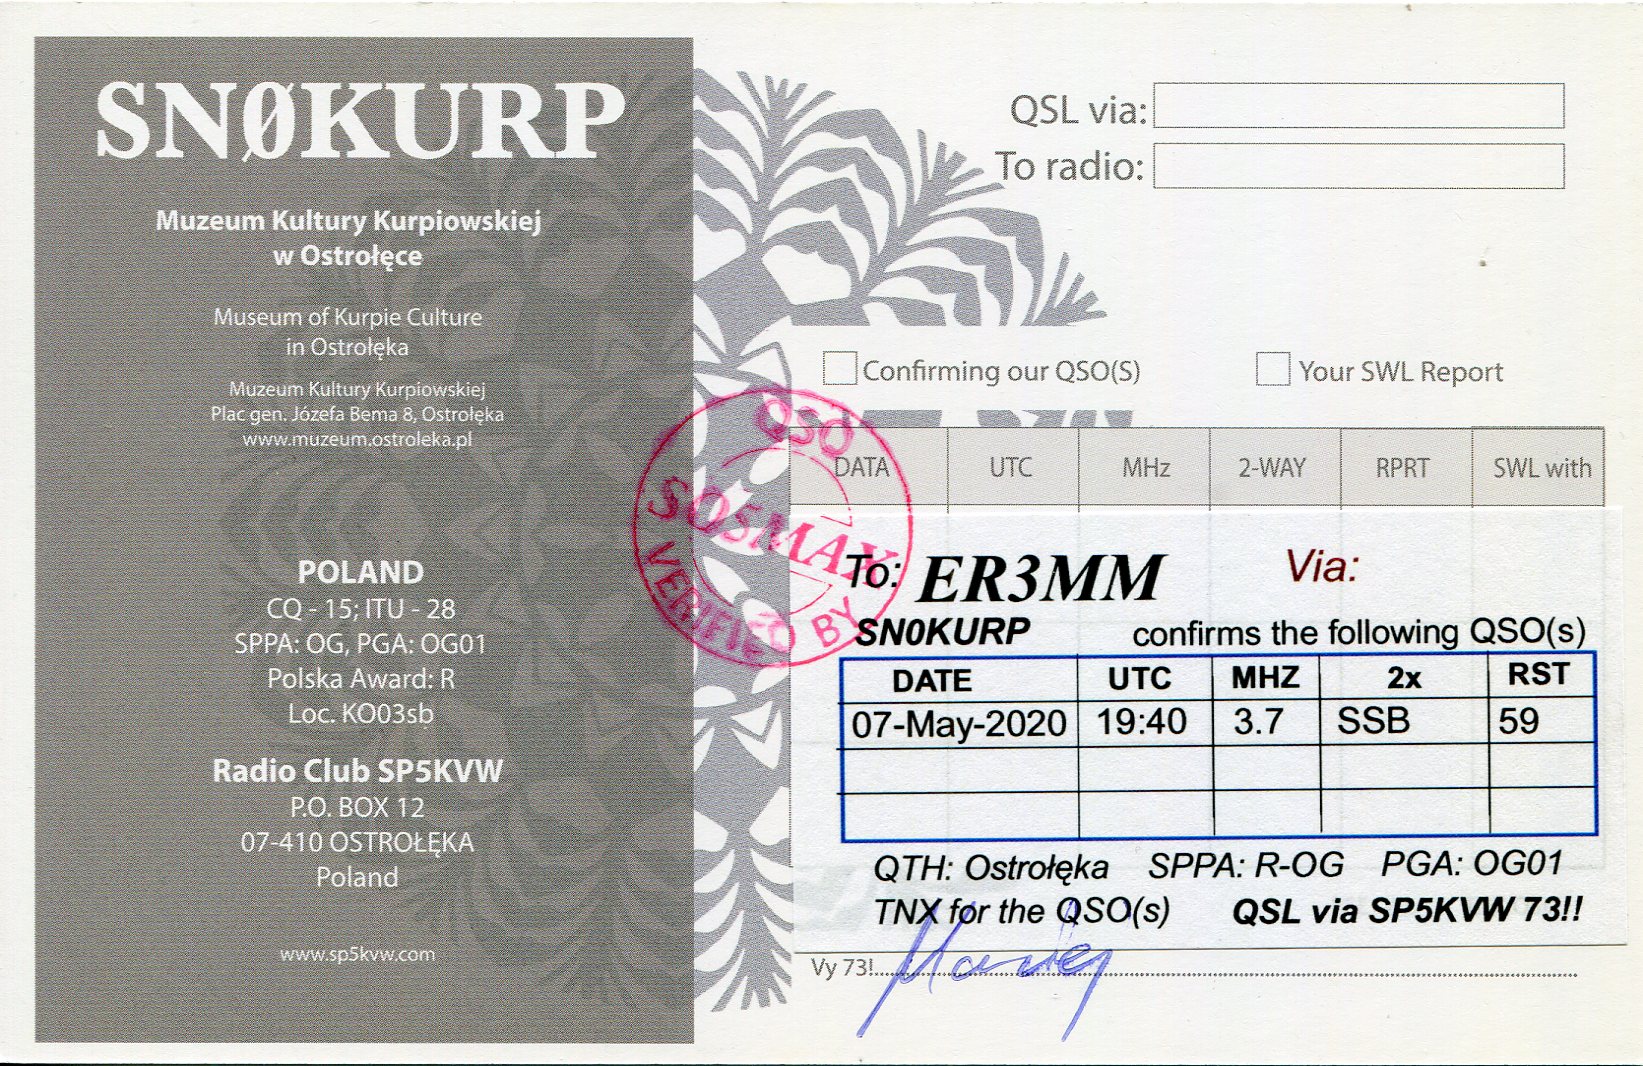 SNØKURP
Muzeum Kultury Kurpiowskiej
w Ostrołęce
Museum of Kurpie Culture
in Ostrołęka
Muzeum Kultury Kurpiowskiej
Plac gen. Józefa Bema 8, Ostrołęka
www.muzeum.ostroleka.pl
POLAND
CQ - 15; ITU - 28
SPPA: OG, PGA: OG01
Polska Award: R
Loc. KO03sb
Radio Club SP5KVW
P.O. BOX 12
07-410 OSTROŁĘKA
Poland
www.sp5kvw.com
QSL via:
To radio:
Confirming our QSO(S) Your SWL Report
DATA UTC MHz 2-WAY RPRT SWL with
QSO
SO5MAX
VERIFIED BY
To: ER3MM Via:
SN0KURP confirms the following QSO(s)
DATE UTC MHZ 2x RST
07-May-2020 19:40 3.7 SSB 59
QTH: Ostrołęka SPPA: R-OG PGA: OG01
TNX for the QSO(s) QSL via SP5KVW 73!!
Vy 73!